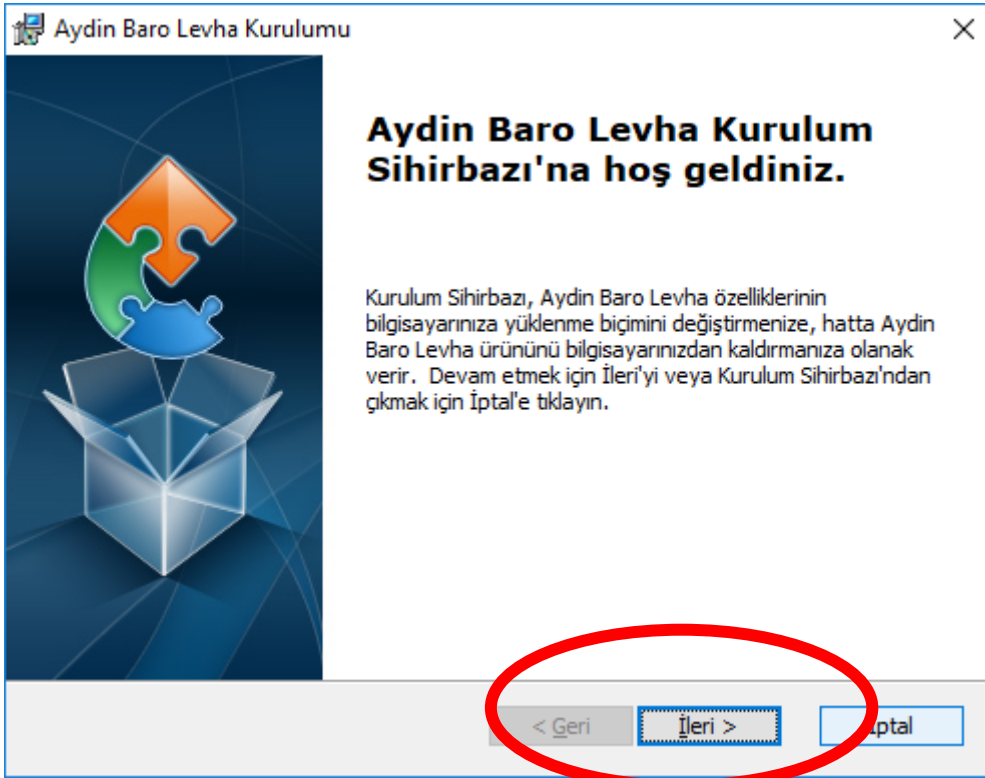 Aydin Baro Levha Kurulumu
Aydin Baro Levha Kurulum
Sihirbazı'na hoş geldiniz.
Kurulum Sihirbazı, Aydin Baro Levha özelliklerinin
bilgisayarınıza yüklenme biçimini değiştirmenize, hatta Aydin
Baro Levha ürününü bilgisayarınızdan kaldırmanıza olanak
verir. Devam etmek için İleri'yi veya Kurulum Sihirbazı'ndan
çıkmak için İptal'e tıklayın.
< Geri İleri > İptal